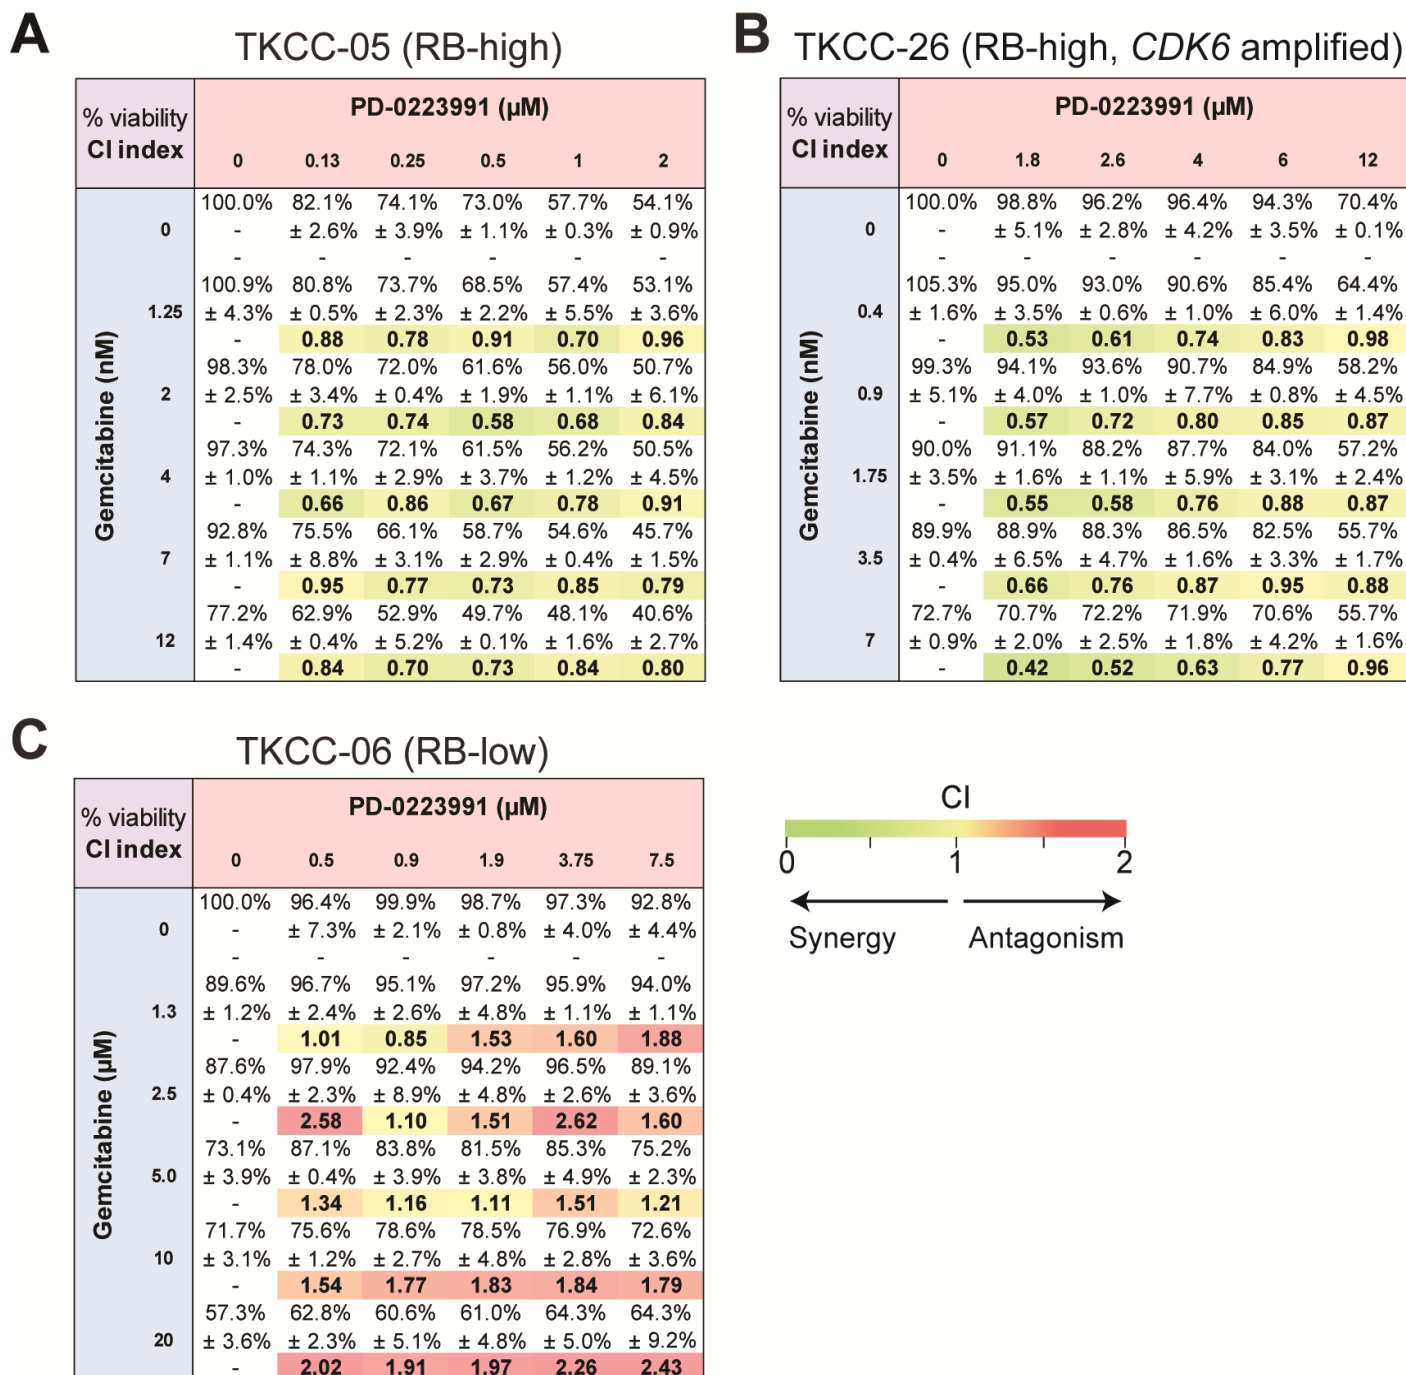 A
TKCC-05 (RB-high)
% viability
CI index
PD-0223991 (µM)
0 0.13 0.25 0.5 1 2
Gemcitabine (nM)
100.0% 82.1% 74.1% 73.0% 57.7% 54.1%
0 - ± 2.6% ± 3.9% ± 1.1% ± 0.3% ± 0.9%
- - - - -
100.9% 80.8% 73.7% 68.5% 57.4% 53.1%
1.25 ± 4.3% ± 0.5% ± 2.3% ± 2.2% ± 5.5% ± 3.6%
- 0.88 0.78 0.91 0.70 0.96
98.3% 78.0% 72.0% 61.6% 56.0% 50.7%
2 ± 2.5% ± 3.4% ± 0.4% ± 1.9% ± 1.1% ± 6.1%
- 0.73 0.74 0.58 0.68 0.84
97.3% 74.3% 72.1% 61.5% 56.2% 50.5%
4 ± 1.0% ± 1.1% ± 2.9% ± 3.7% ± 1.2% ± 4.5%
- 0.66 0.86 0.67 0.78 0.91
92.8% 75.5% 66.1% 58.7% 54.6% 45.7%
7 ± 1.1% ± 8.8% ± 3.1% ± 2.9% ± 0.4% ± 1.5%
- 0.95 0.77 0.73 0.85 0.79
77.2% 62.9% 52.9% 49.7% 48.1% 40.6%
12 ± 1.4% ± 0.4% ± 5.2% ± 0.1% ± 1.6% ± 2.7%
- 0.84 0.70 0.73 0.84 0.80
B
TKCC-26 (RB-high, CDK6 amplified)
% viability
CI index
PD-0223991 (µM)
0 1.8 2.6 4 6 12
Gemcitabine (nM)
100.0% 98.8% 96.2% 96.4% 94.3% 70.4%
0 - ± 5.1% ± 2.8% ± 4.2% ± 3.5% ± 0.1%
- - - - - -
105.3% 95.0% 93.0% 90.6% 85.4% 64.4%
0.4 ± 1.6% ± 3.5% ± 0.6% ± 1.0% ± 6.0% ± 1.4%
- 0.53 0.61 0.74 0.83 0.98
99.3% 94.1% 93.6% 90.7% 84.9% 58.2%
0.9 ± 5.1% ± 4.0% ± 1.0% ± 7.7% ± 0.8% ± 4.5%
- 0.57 0.72 0.80 0.85 0.87
90.0% 91.1% 88.2% 87.7% 84.0% 57.2%
1.75 ± 3.5% ± 1.6% ± 1.1% ± 5.9% ± 3.1% ± 2.4%
- 0.55 0.58 0.76 0.88 0.87
89.9% 88.9% 88.3% 86.5% 82.5% 55.7%
3.5 ± 0.4% ± 6.5% ± 4.7% ± 1.6% ± 3.3% ± 1.7%
- 0.66 0.76 0.87 0.95 0.88
72.7% 70.7% 72.2% 71.9% 70.6% 55.7%
7 ± 0.9% ± 2.0% ± 2.5% ± 1.8% ± 4.2% ± 1.6%
- 0.42 0.52 0.63 0.77 0.96
C
TKCC-06 (RB-low)
% viability
CI index
PD-0223991 (µM)
0 0.5 0.9 1.9 3.75 7.5
Gemcitabine (µM)
100.0% 96.4% 99.9% 98.7% 97.3% 92.8%
0 - ± 7.3% ± 2.1% ± 0.8% ± 4.0% ± 4.4%
- - - - - -
89.6% 96.7% 95.1% 97.2% 95.9% 94.0%
1.3 ± 1.2% ± 2.4% ± 2.6% ± 4.8% ± 1.1% ± 1.1%
- 1.01 0.85 1.53 1.60 1.88
87.6% 97.9% 92.4% 94.2% 96.5% 89.1%
2.5 ± 0.4% ± 2.3% ± 8.9% ± 4.8% ± 2.6% ± 3.6%
- 2.58 1.10 1.51 2.62 1.60
73.1% 87.1% 83.8% 81.5% 85.3% 75.2%
5.0 ± 3.9% ± 0.4% ± 3.9% ± 3.8% ± 4.9% ± 2.3%
- 1.34 1.16 1.11 1.51 1.21
71.7% 75.6% 78.6% 78.5% 76.9% 72.6%
10 ± 3.1% ± 1.2% ± 2.7% ± 4.8% ± 2.8% ± 3.6%
- 1.54 1.77 1.83 1.84 1.79
57.3% 62.8% 60.6% 61.0% 64.3% 64.3%
20 ± 3.6% ± 2.3% ± 5.1% ± 4.8% ± 5.0% ± 9.2%
- 2.02 1.91 1.97 2.26 2.43
CI
0 1 2
Synergy Antagonism